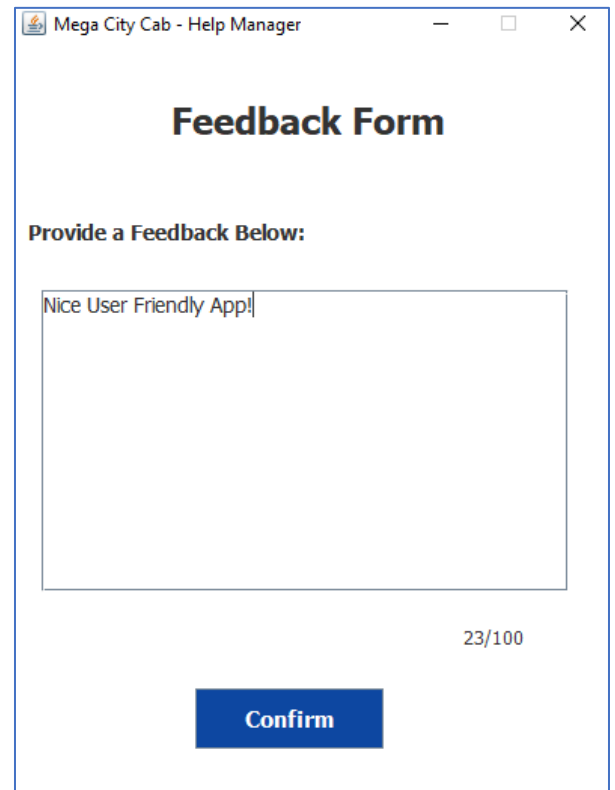 Mega City Cab - Help Manager
Feedback Form
Provide a Feedback Below:
Nice User Friendly App!
23/100
Confirm